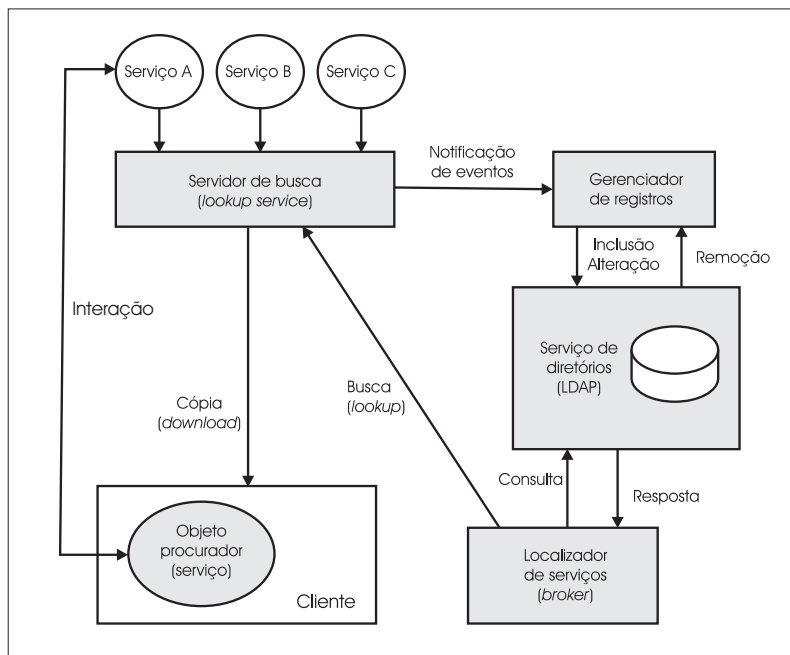 Serviço A
Serviço B
Serviço C
Servidor de busca
(lookup service)
Notificação
de eventos
Gerenciador
de registros
Inclusão
Alteração
Remoção
Interação
Serviço de
diretórios
(LDAP)
Cópia
(download)
Busca
(lookup)
Consulta
Resposta
Objeto
procurador
(serviço)
Cliente
Localizador
de serviços
(broker)